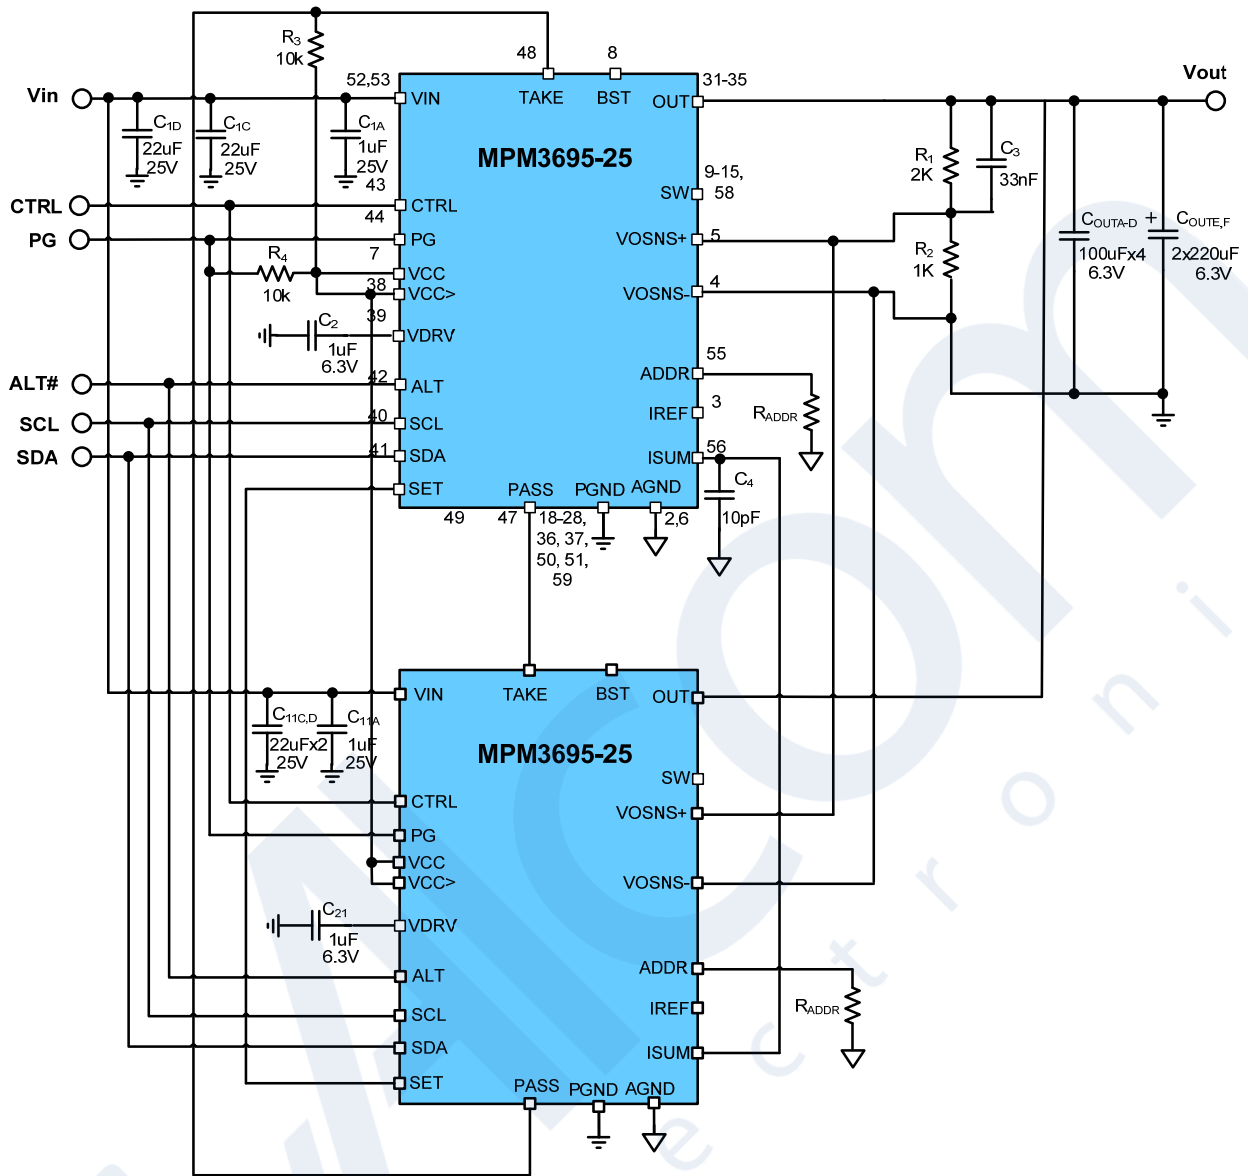 R3
10k
48
8
52,53
31-35
Vin
VIN
TAKE
BST
OUT
Vout
C1D
22uF
25V
C1C
22uF
25V
C1A
1uF
25V
MPM3695-25
R1
2K
C3
33nF
43
9-15,
58
SW
CTRL
CTRL
44
PG
PG
VOSNS+
5
COUTA-D
100uFx4
6.3V
+
COUTE,F
2x220uF
6.3V
R4
10k
7
VCC
R2
1K
38
VCC>
VOSNS-
4
39
C2
1uF
6.3V
VDRV
55
ALT#
42
ALT
ADDR
RADDR
SCL
40
SCL
IREF
3
SDA
41
SDA
ISUM
56
SET
PASS
PGND
AGND
C4
10pF
49
47
18-28,
36, 37,
50, 51,
59
2,6
VIN
TAKE
BST
OUT
C11C,D
22uFx2
25V
C11A
1uF
25V
MPM3695-25
SW
CTRL
VOSNS+
PG
VCC
VCC>
VOSNS-
C21
1uF
6.3V
VDRV
ALT
ADDR
RADDR
SCL
IREF
SDA
ISUM
SET
PASS
PGND
AGND